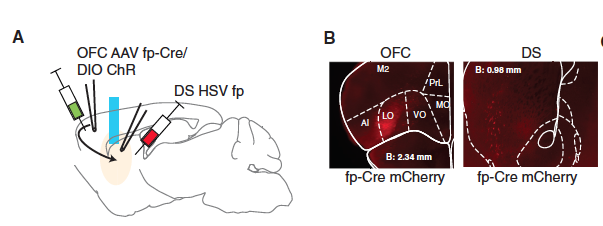 A
OFC AAV fp-Cre/
DIO ChR
DS HSV fp
B
OFC
M2
PrL
MO
AI
LO
VO
B: 2.34 mm
fp-Cre mCherry
DS
B: 0.98 mm
fp-Cre mCherry